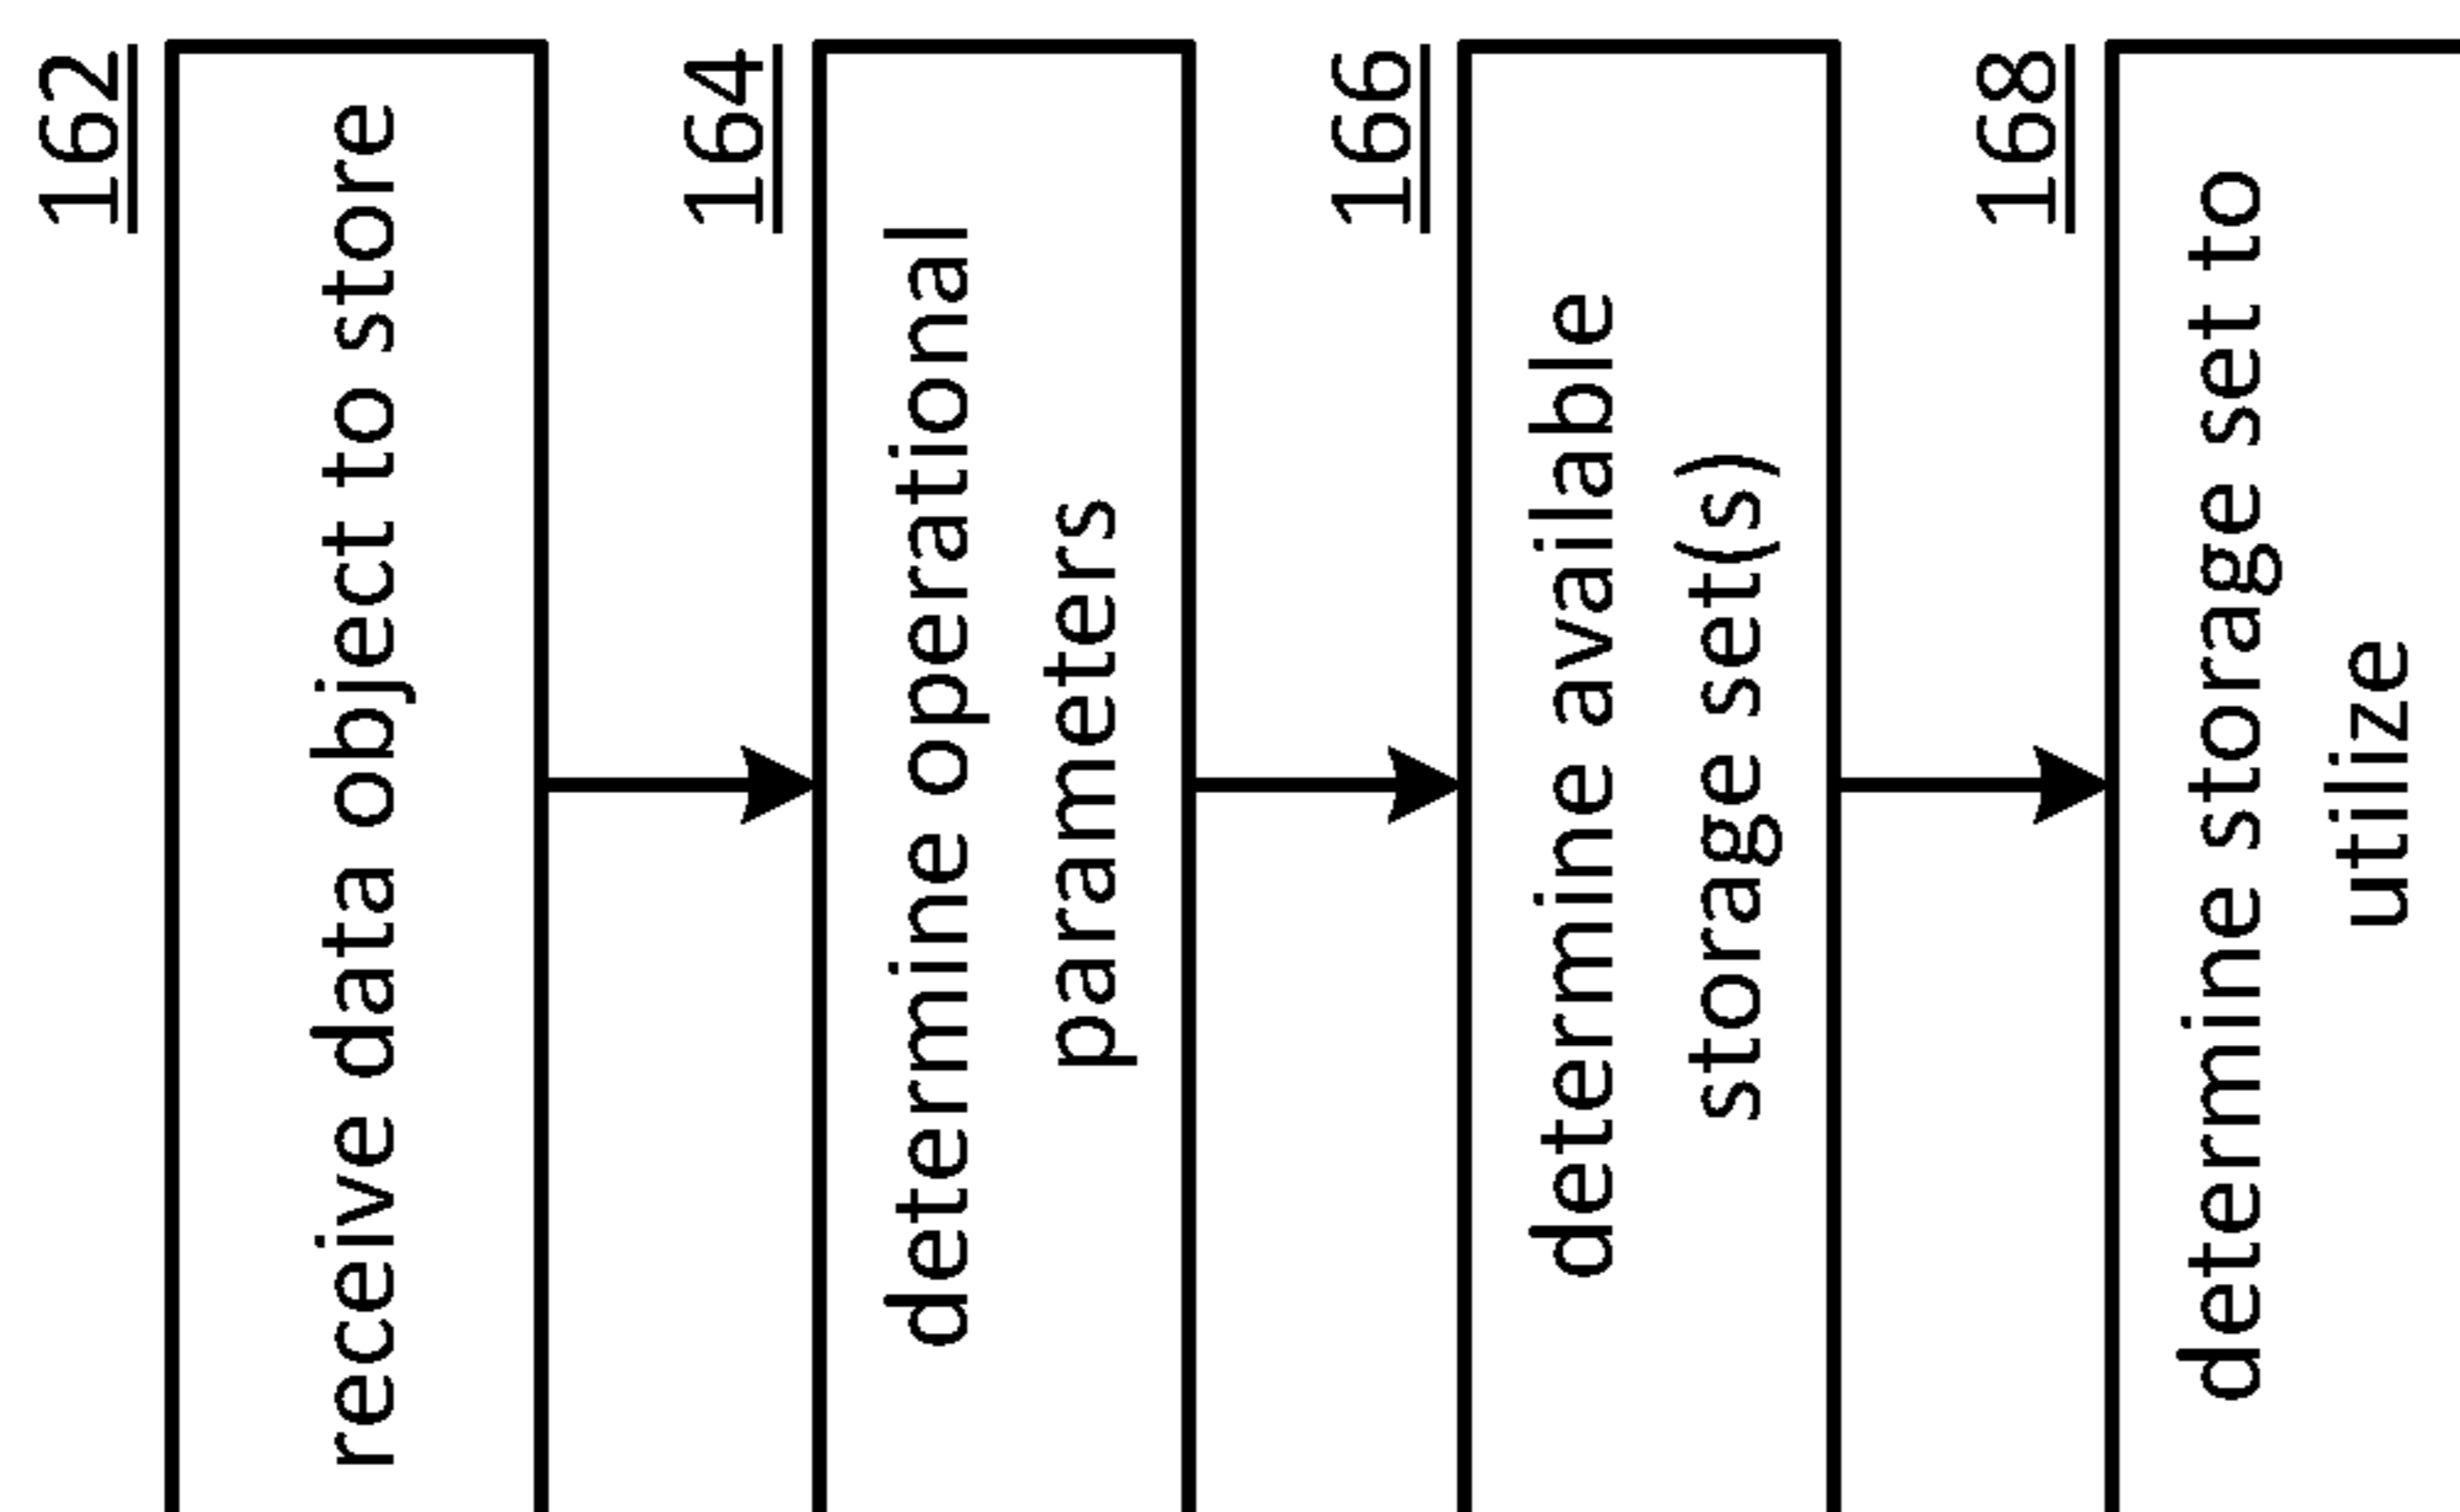 162
receive data object to store
164
determine operational
parameters
166
determine available
storage set(s)
168
determine storage set to
utilize